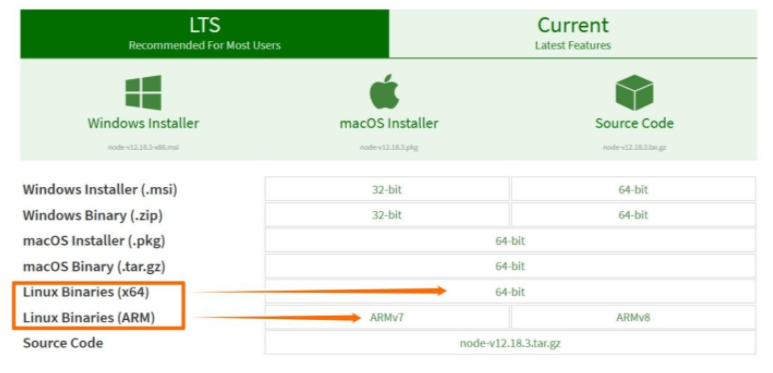 LTS
Recommended For Most Users
Current
Latest Features
Windows Installer
node-v12.18.3-x86.msi
macOS Installer
node-v12.18.3.pkg
Source Code
node-v12.18.3.tar.gz
Windows Installer (.msi) 32-bit 64-bit
Windows Binary (.zip) 32-bit 64-bit
macOS Installer (.pkg) 64-bit
macOS Binary (.tar.gz) 64-bit
Linux Binaries (x64) 64-bit
Linux Binaries (ARM) ARMv7 ARMv8
Source Code node-v12.18.3.tar.gz